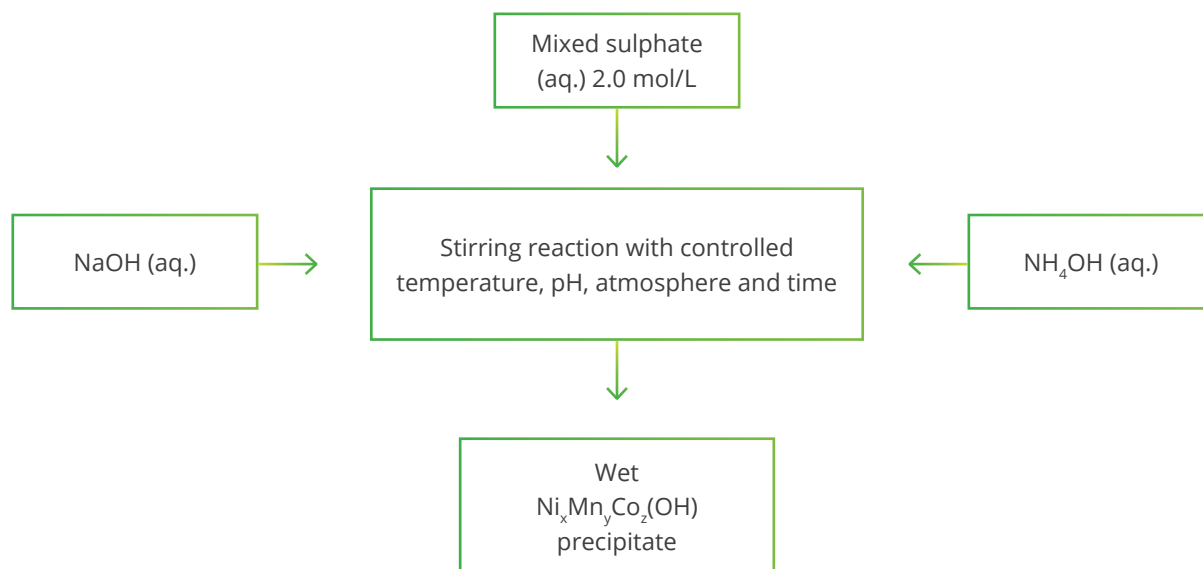 Mixed sulphate
(aq.) 2.0 mol/L
NaOH (aq.)
Stirring reaction with controlled
temperature, pH, atmosphere and time
NH₄OH (aq.)
Wet
NiₓMnᵧCo_z(OH)
precipitate